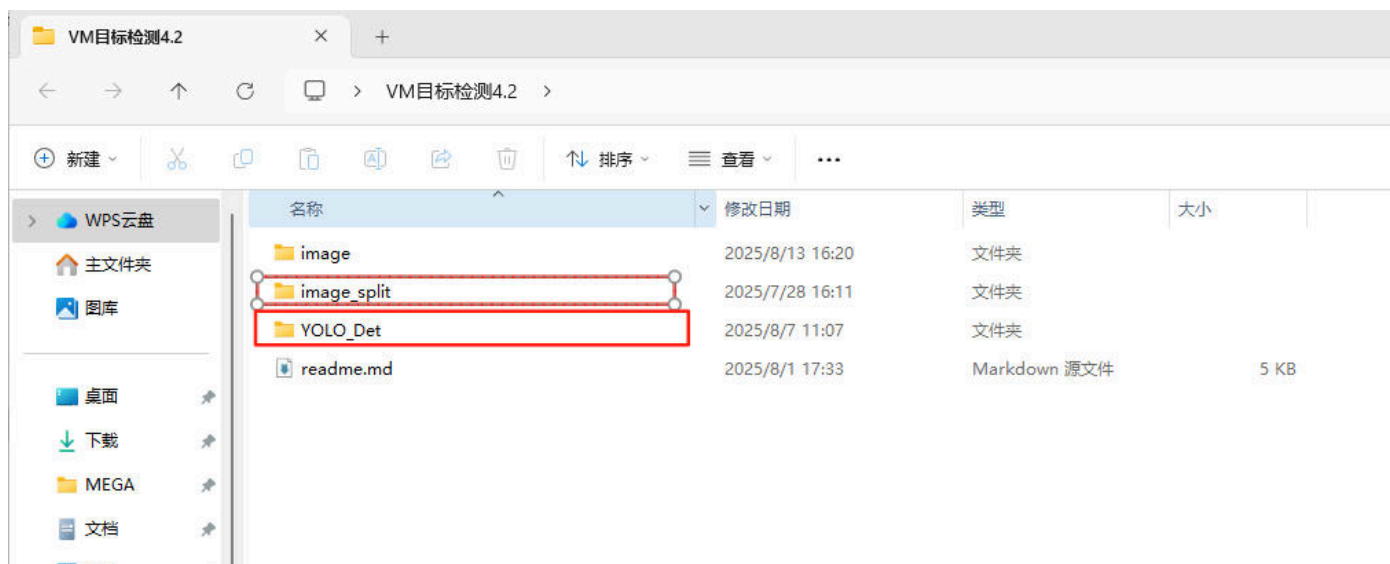 VM目标检测4.2
VM目标检测4.2
新建 排序 查看
名称 修改日期 类型 大小
WPS云盘
主文件夹
图库
桌面
下载
MEGA
文档
image 2025/8/13 16:20 文件夹
image_split 2025/7/28 16:11 文件夹
YOLO_Det 2025/8/7 11:07 文件夹
readme.md 2025/8/1 17:33 Markdown 源文件 5 KB